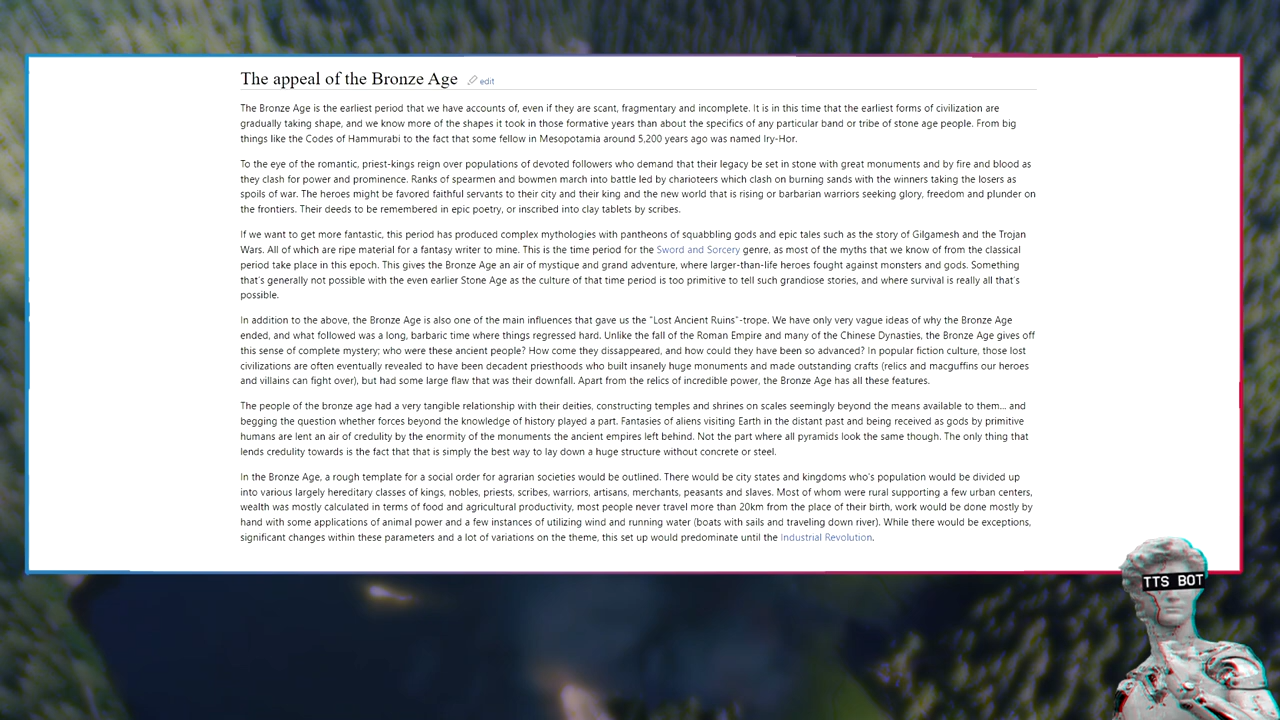 The appeal of the Bronze Age edit
The Bronze Age is the earliest period that we have accounts of, even if they are scant, fragmentary and incomplete. It is in this time that the earliest forms of civilization are
gradually taking shape, and we know more of the shapes it took in those formative years than about the specifics of any particular band or tribe of stone age people. From big
things like the Codes of Hammurabi to the fact that some fellow in Mesopotamia around 5,200 years ago was named Iry-Hor.
To the eye of the romantic, priest-kings reign over populations of devoted followers who demand that their legacy be set in stone with great monuments and by fire and blood as
they clash for power and prominence. Ranks of spearmen and bowmen march into battle led by charioteers which clash on burning sands with the winners taking the losers as
spoils of war. The heroes might be favored faithful servants to their city and their king and the new world that is rising or barbarian warriors seeking glory, freedom and plunder on
the frontiers. Their deeds to be remembered in epic poetry, or inscribed into clay tablets by scribes.
If we want to get more fantastic, this period has produced complex mythologies with pantheons of squabbling gods and epic tales such as the story of Gilgamesh and the Trojan
Wars. All of which are ripe material for a fantasy writer to mine. This is the time period for the Sword and Sorcery genre, as most of the myths that we know of from the classical
period take place in this epoch. This gives the Bronze Age an air of mystique and grand adventure, where larger-than-life heroes fought against monsters and gods. Something
that's generally not possible with the even earlier Stone Age as the culture of that time period is too primitive to tell such grandiose stories, and where survival is really all that's
possible.
In addition to the above, the Bronze Age is also one of the main influences that gave us the "Lost Ancient Ruins"-trope. We have only very vague ideas of why the Bronze Age
ended, and what followed was a long, barbaric time where things regressed hard. Unlike the fall of the Roman Empire and many of the Chinese Dynasties, the Bronze Age gives off
this sense of complete mystery; who were these ancient people? How come they dissappeared, and how could they have been so advanced? In popular fiction culture, those lost
civilizations are often eventually revealed to have been decadent priesthoods who built insanely huge monuments and made outstanding crafts (relics and macguffins our heroes
and villains can fight over), but had some large flaw that was their downfall. Apart from the relics of incredible power, the Bronze Age has all these features.
The people of the bronze age had a very tangible relationship with their deities, constructing temples and shrines on scales seemingly beyond the means available to them... and
begging the question whether forces beyond the knowledge of history played a part. Fantasies of aliens visiting Earth in the distant past and being received as gods by primitive
humans are lent an air of credulity by the enormity of the monuments the ancient empires left behind. Not the part where all pyramids look the same though. The only thing that
lends credulity towards is the fact that that is simply the best way to lay down a huge structure without concrete or steel.
In the Bronze Age, a rough template for a social order for agrarian societies would be outlined. There would be city states and kingdoms who's population would be divided up
into various largely hereditary classes of kings, nobles, priests, scribes, warriors, artisans, merchants, peasants and slaves. Most of whom were rural supporting a few urban centers,
wealth was mostly calculated in terms of food and agricultural productivity, most people never travel more than 20km from the place of their birth, work would be done mostly by
hand with some applications of animal power and a few instances of utilizing wind and running water (boats with sails and traveling down river). While there would be exceptions,
significant changes within these parameters and a lot of variations on the theme, this set up would predominate until the Industrial Revolution.
TTS BOT